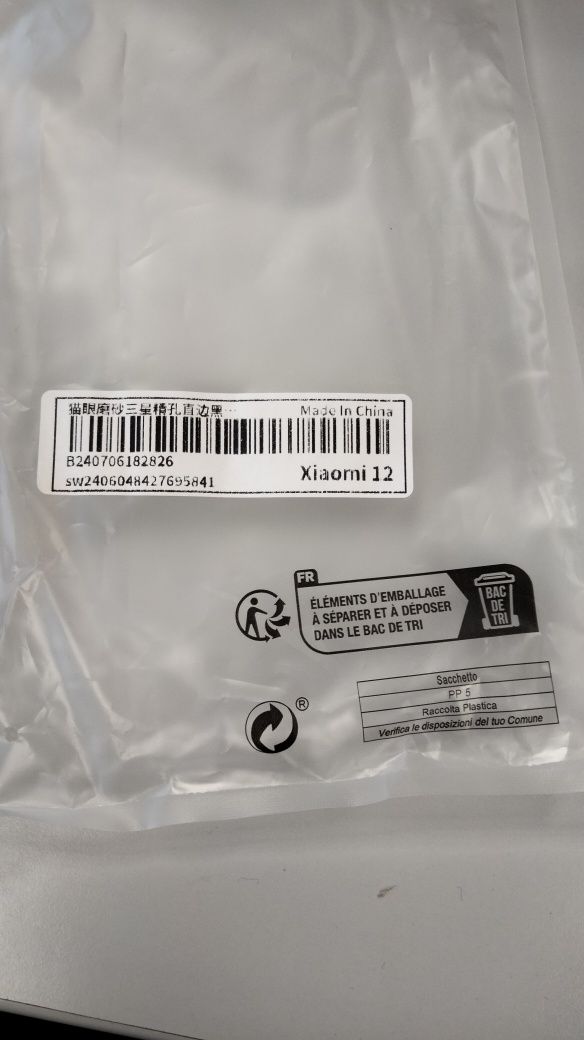 猫眼磨砂三星精孔直边黑… Made In China
B240706182826
sw2406048427695841
Xiaomi 12
FR
ÉLÉMENTS D'EMBALLAGE
À SÉPARER ET À DÉPOSER
DANS LE BAC DE TRI
BAC
DE
TRI
®
Sacchetto
PP 5
Raccolta Plastica
Verifica le disposizioni del tuo Comune